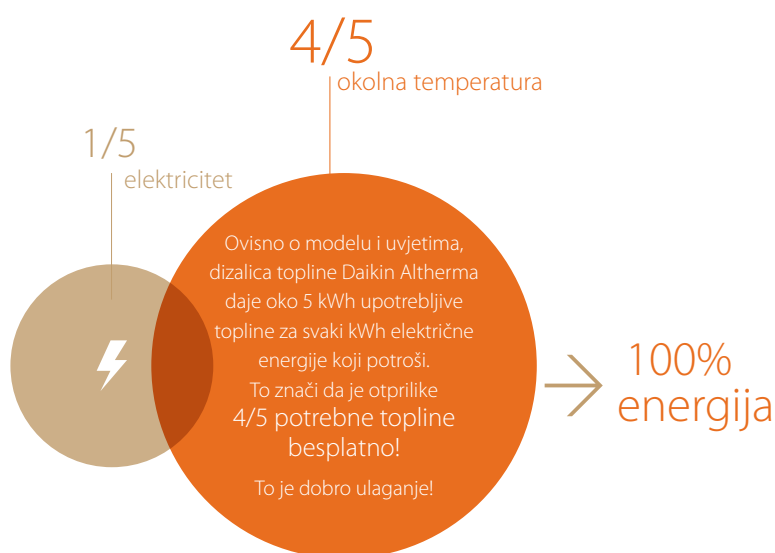 4/5
okolna temperatura
1/5
elektricitet
Ovisno o modelu i uvjetima,
dizalica topline Daikin Altherma
daje oko 5 kWh upotrebljive
topline za svaki kWh električne
energije koji potroši.
To znači da je otprilike
4/5 potrebne topline
besplatno!
To je dobro ulaganje!
100%
energija